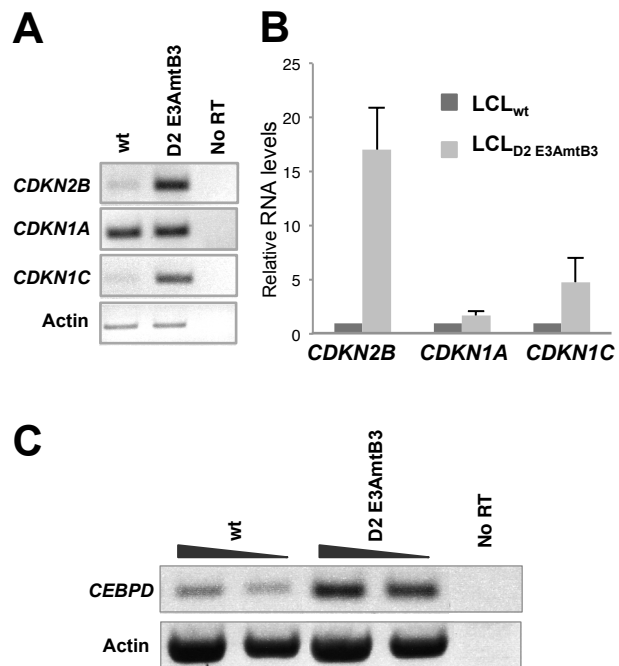 A
wt
D2 E3AmtB3
No RT
CDKN2B
CDKN1A
CDKN1C
Actin
B
Relative RNA levels
25
20
15
10
5
0
LCLwt
LCLD2 E3AmtB3
CDKN2B CDKN1A CDKN1C
C
wt
D2 E3AmtB3
No RT
CEBPD
Actin